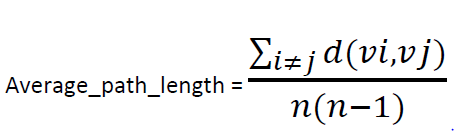 Average_path_length = ∑i≠j d(vi,vj)
n(n−1)